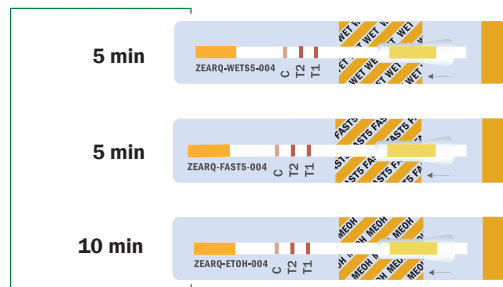 5 min
WET WET WET
ZEARQ-WETS5-004
C T2 T1
5 min
FAST5 FAST5
ZEARQ-FAST5-004
C T2 T1
10 min
MEOH MEOH
ZEARQ-ETOH-004
C T2 T1